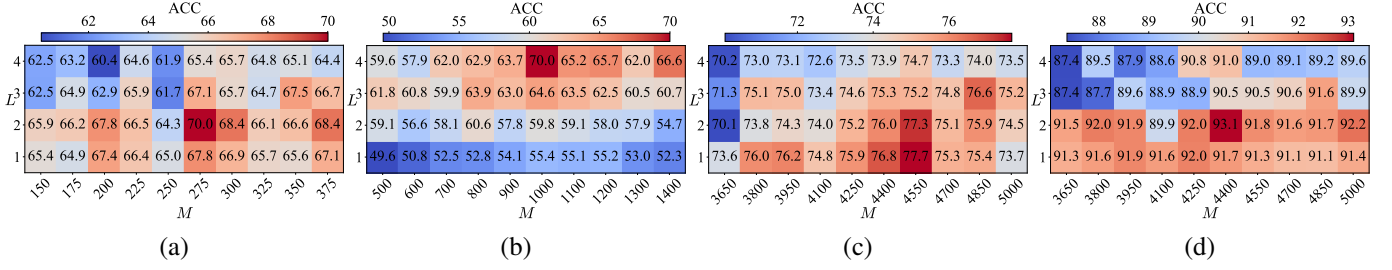 ACC ACC ACC ACC
62 64 66 68 70 50 55 60 65 70 72 74 76 88 89 90 91 92 93
4 62.5 63.2 60.4 64.6 61.9 65.4 65.7 64.8 65.1 64.4 4 59.6 57.9 62.0 62.9 63.7 70.0 65.2 65.7 62.0 66.6 4 70.2 73.0 73.1 72.6 73.5 73.9 74.7 73.3 74.0 73.5 4 87.4 89.5 87.9 88.6 90.8 91.0 89.0 89.1 89.2 89.6
L 3 62.5 64.9 62.9 65.9 61.7 67.1 65.7 64.7 67.5 66.7 L 3 61.8 60.8 59.9 63.9 63.0 64.6 63.5 62.5 60.5 60.7 L 3 71.3 75.1 75.0 73.4 74.6 75.3 75.2 74.8 76.6 75.2 L 3 87.4 87.7 89.6 88.9 88.9 90.5 90.5 90.6 91.6 89.9
2 65.9 66.2 67.8 66.5 64.3 70.0 68.4 66.1 66.6 68.4 2 59.1 56.6 58.1 60.6 57.8 59.8 59.1 58.0 57.9 54.7 2 70.1 73.8 74.3 74.0 75.2 76.0 77.3 75.1 75.9 74.5 2 91.5 92.0 91.9 89.9 92.0 93.1 91.8 91.6 91.7 92.2
1 65.4 64.9 67.4 66.4 65.0 67.8 66.9 65.7 65.6 67.1 1 49.6 50.8 52.5 52.8 54.1 55.4 55.1 55.2 53.0 52.3 1 73.6 76.0 76.2 74.8 75.9 76.8 77.7 75.3 75.4 73.7 1 91.3 91.6 91.9 91.6 92.0 91.7 91.3 91.1 91.1 91.4
150 175 200 225 250 275 300 325 350 375 500 600 700 800 900 1000 1100 1200 1300 1400 3650 3800 3950 4100 4250 4400 4550 4700 4850 5000 3650 3800 3950 4100 4250 4400 4550 4700 4850 5000
M M M M
(a) (b) (c) (d)